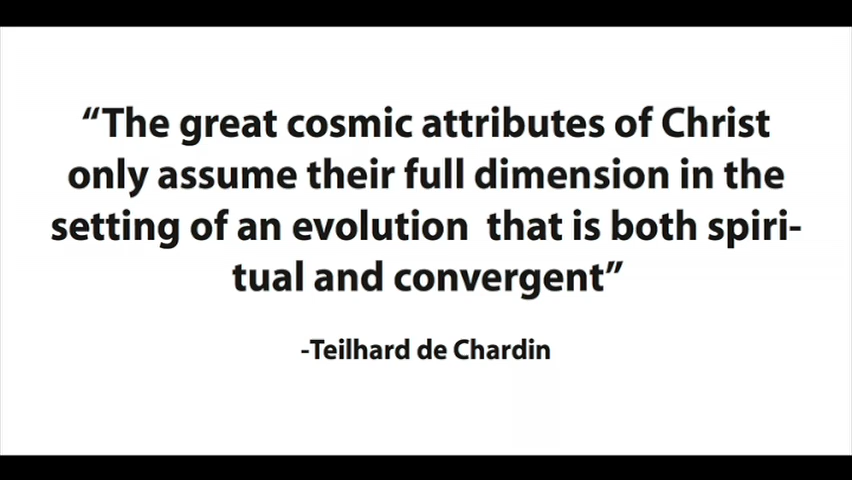 “The great cosmic attributes of Christ
only assume their full dimension in the
setting of an evolution  that is both spiri-
tual and convergent”
-Teilhard de Chardin